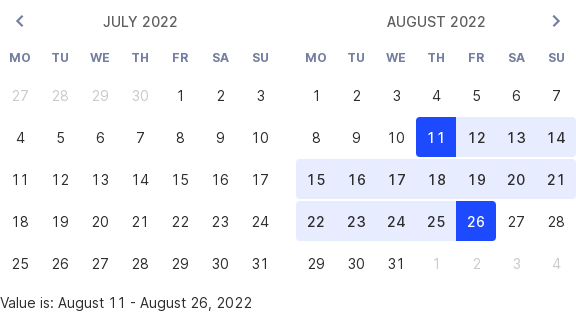 JULY 2022
MO TU WE TH FR SA SU
27 28 29 30 1 2 3
4 5 6 7 8 9 10
11 12 13 14 15 16 17
18 19 20 21 22 23 24
25 26 27 28 29 30 31
AUGUST 2022
MO TU WE TH FR SA SU
1 2 3 4 5 6 7
8 9 10 11 12 13 14
15 16 17 18 19 20 21
22 23 24 25 26 27 28
29 30 31 1 2 3 4
Value is: August 11 - August 26, 2022